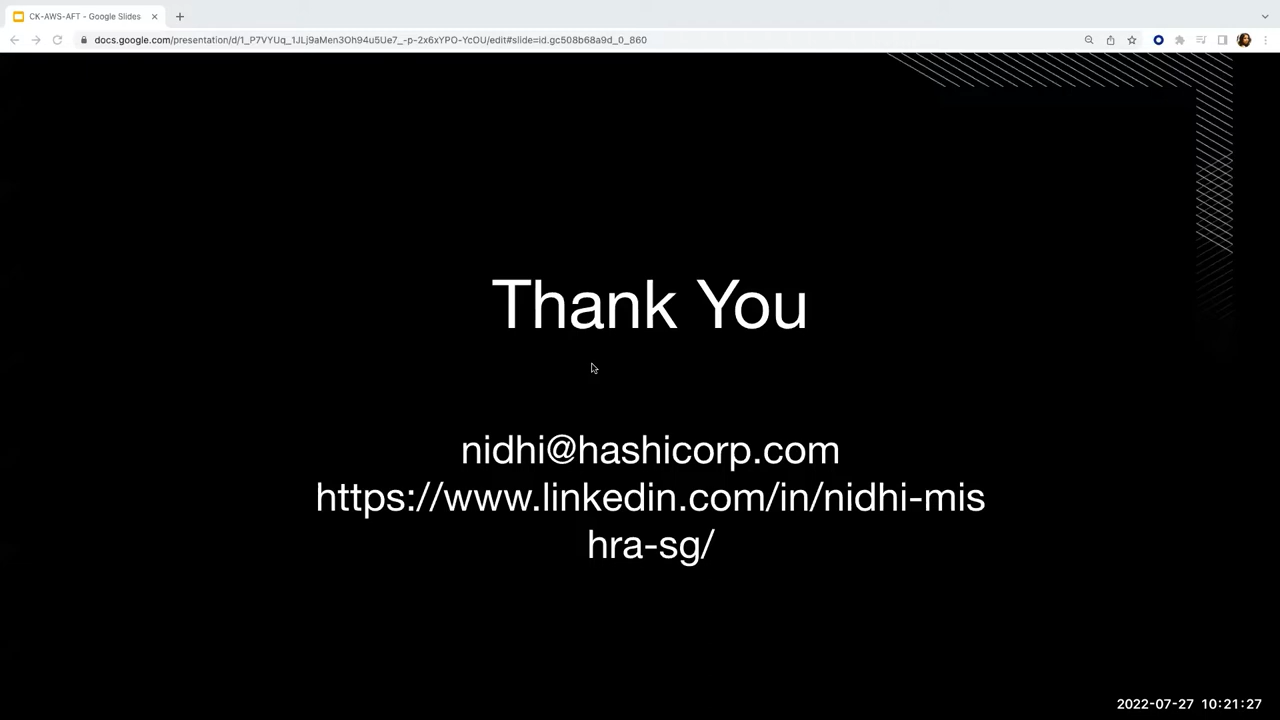 CK-AWS-AFT - Google Slides
docs.google.com/presentation/d/1_P7VYUq_1JLj9aMen3Oh94u5Ue7_-p-2x6xYPO-YcOU/edit#slide=id.gc508b68a9d_0_860
Thank You
nidhi@hashicorp.com
https://www.linkedin.com/in/nidhi-mis
hra-sg/
2022-07-27 10:21:27